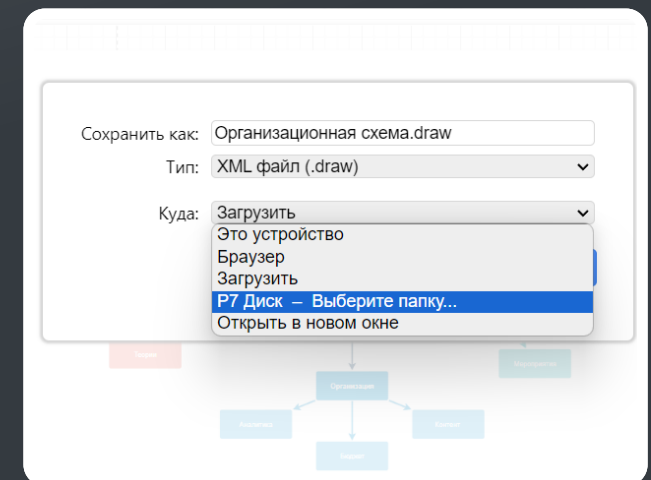 Сохранить как: Организационная схема.draw
Тип: XML файл (.draw)
Куда: Загрузить
Это устройство
Браузер
Загрузить
Р7 Диск – Выберите папку...
Открыть в новом окне
Организация